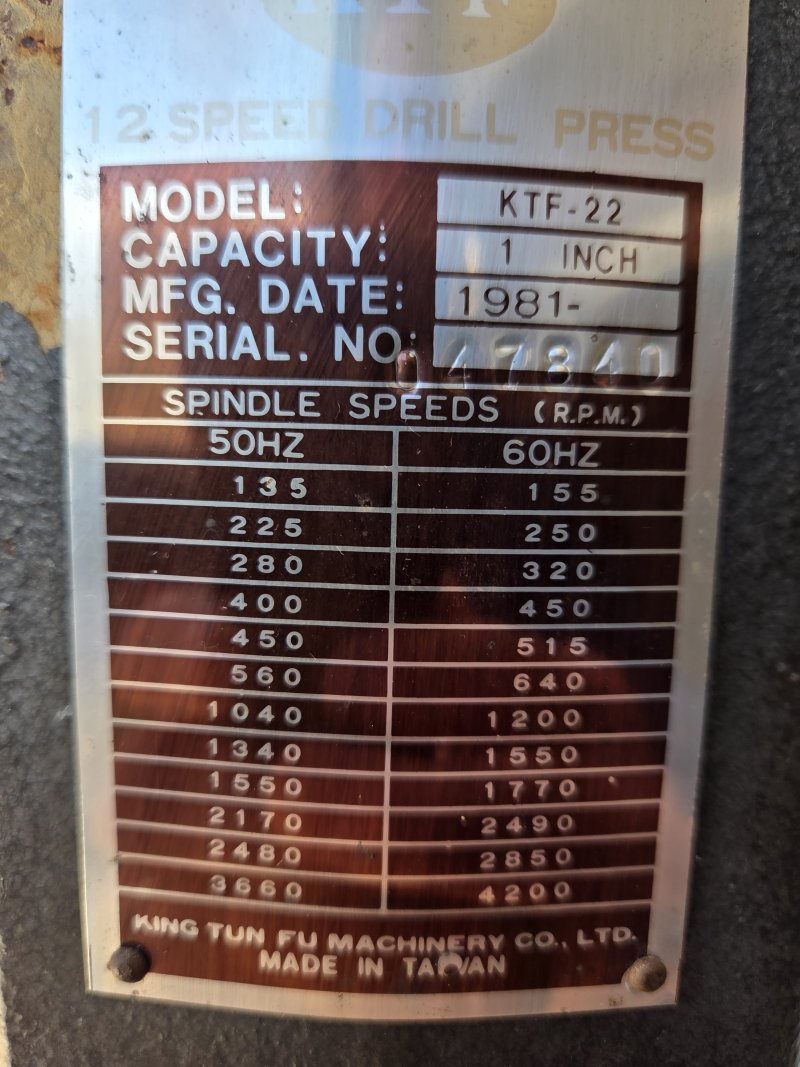 KTF
12 SPEED DRILL PRESS
MODEL: KTF-22
CAPACITY: 1 INCH
MFG. DATE: 1981-
SERIAL. NO: 047840
SPINDLE SPEEDS (R.P.M.)
50HZ 60HZ
135 155
225 250
280 320
400 450
450 515
560 640
1040 1200
1340 1550
1550 1770
2170 2490
2480 2850
3660 4200
KING TUN FU MACHINERY CO., LTD.
MADE IN TAIWAN